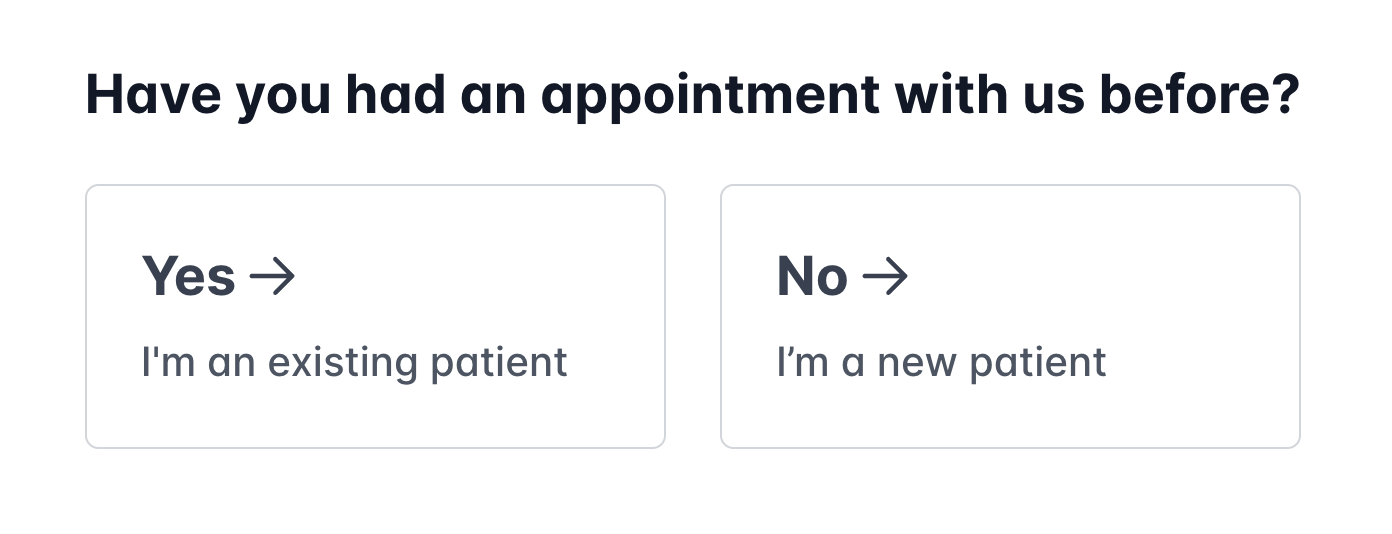 Have you had an appointment with us before?
Yes →
I'm an existing patient
No →
I’m a new patient